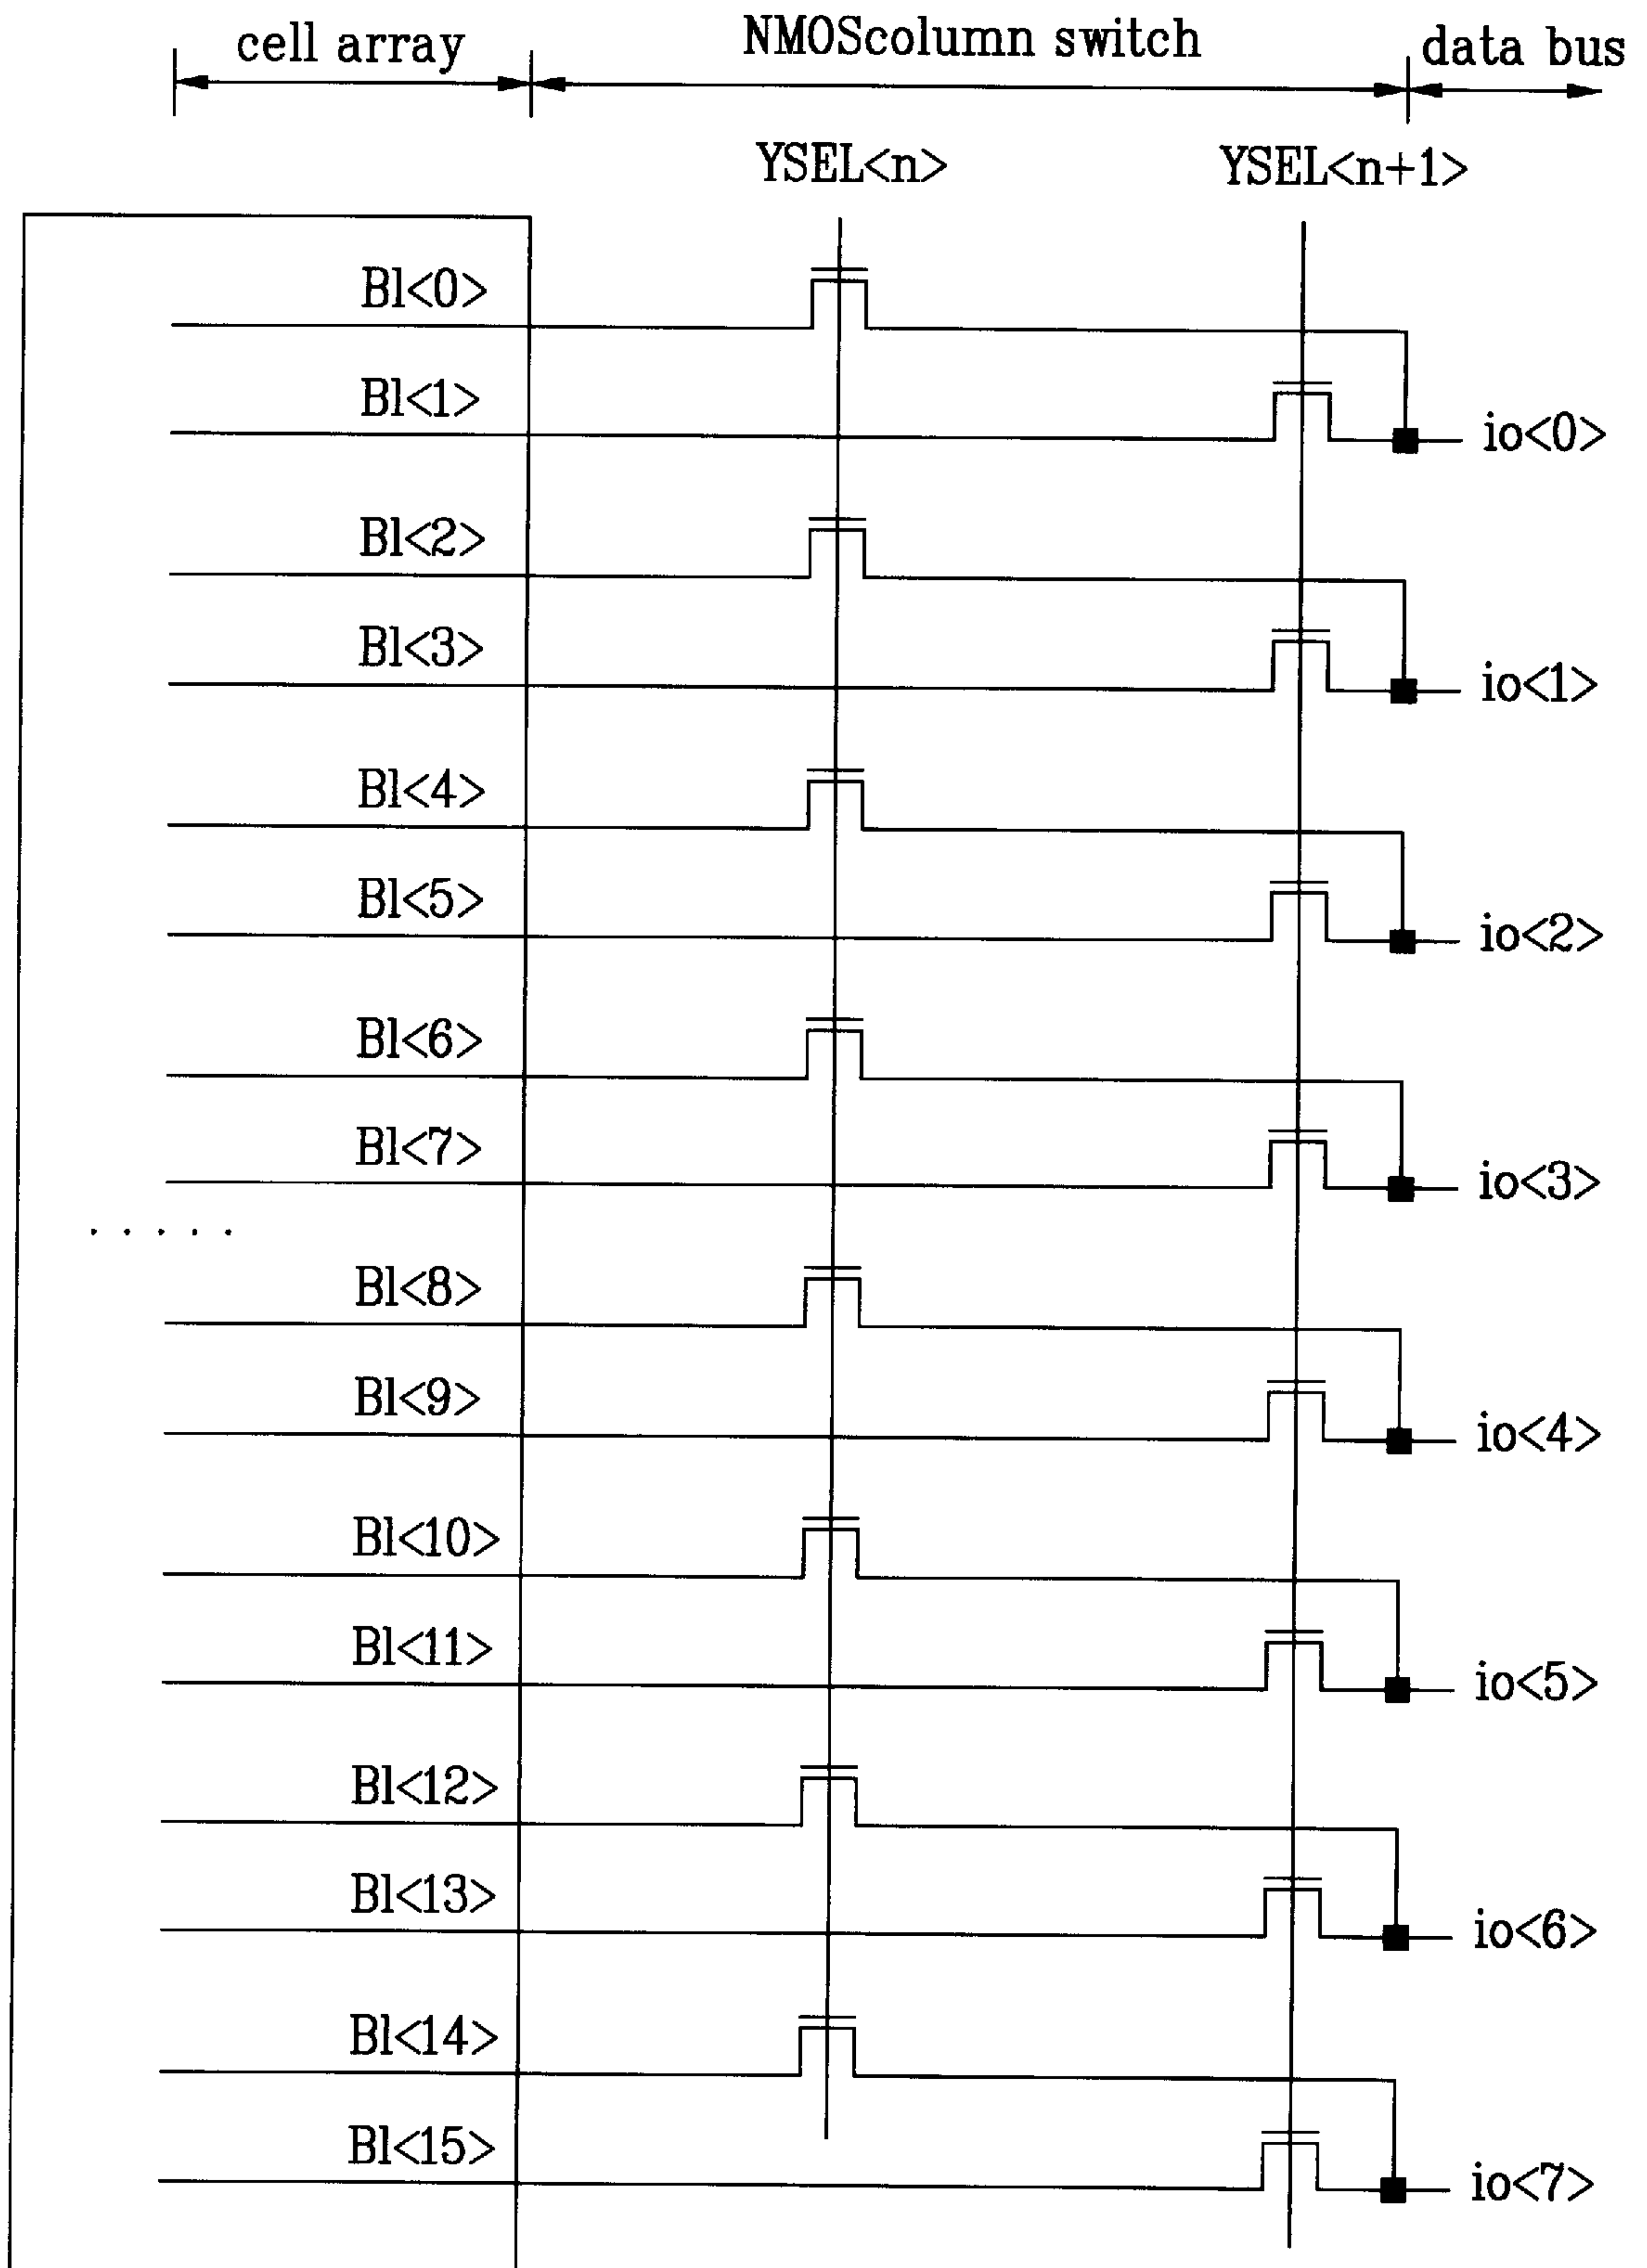 cell array
NMOScolumn switch
data bus
YSEL<n>
YSEL<n+1>
Bl<0>
Bl<1>
io<0>
Bl<2>
Bl<3>
io<1>
Bl<4>
Bl<5>
io<2>
Bl<6>
Bl<7>
io<3>
.....
Bl<8>
Bl<9>
io<4>
Bl<10>
Bl<11>
io<5>
Bl<12>
Bl<13>
io<6>
Bl<14>
Bl<15>
io<7>